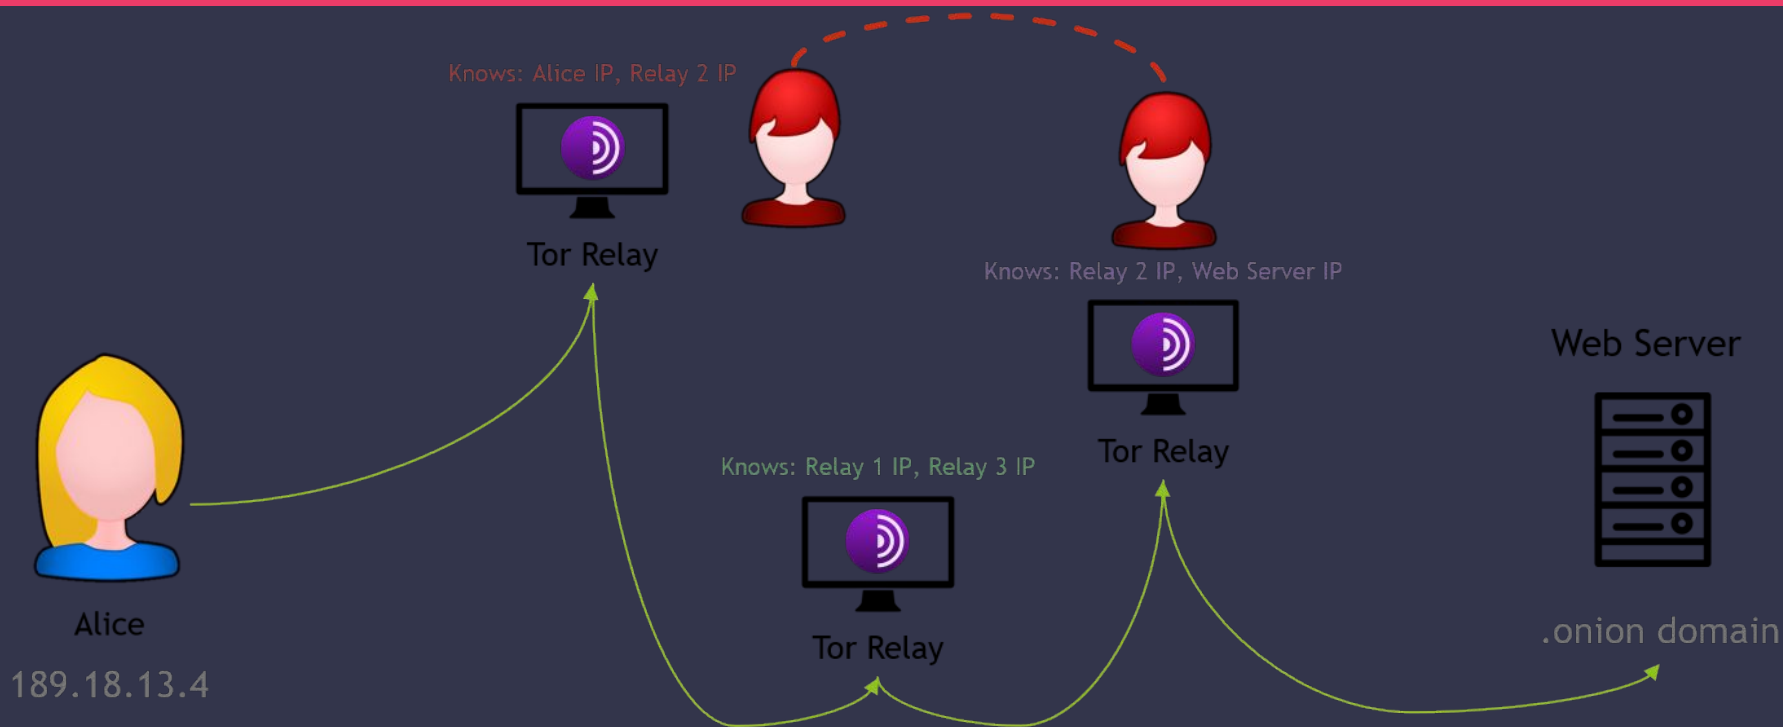 Knows: Alice IP, Relay 2 IP
Tor Relay
Knows: Relay 2 IP, Web Server IP
Web Server
Tor Relay
Knows: Relay 1 IP, Relay 3 IP
Alice
Tor Relay
.onion domain
189.18.13.4